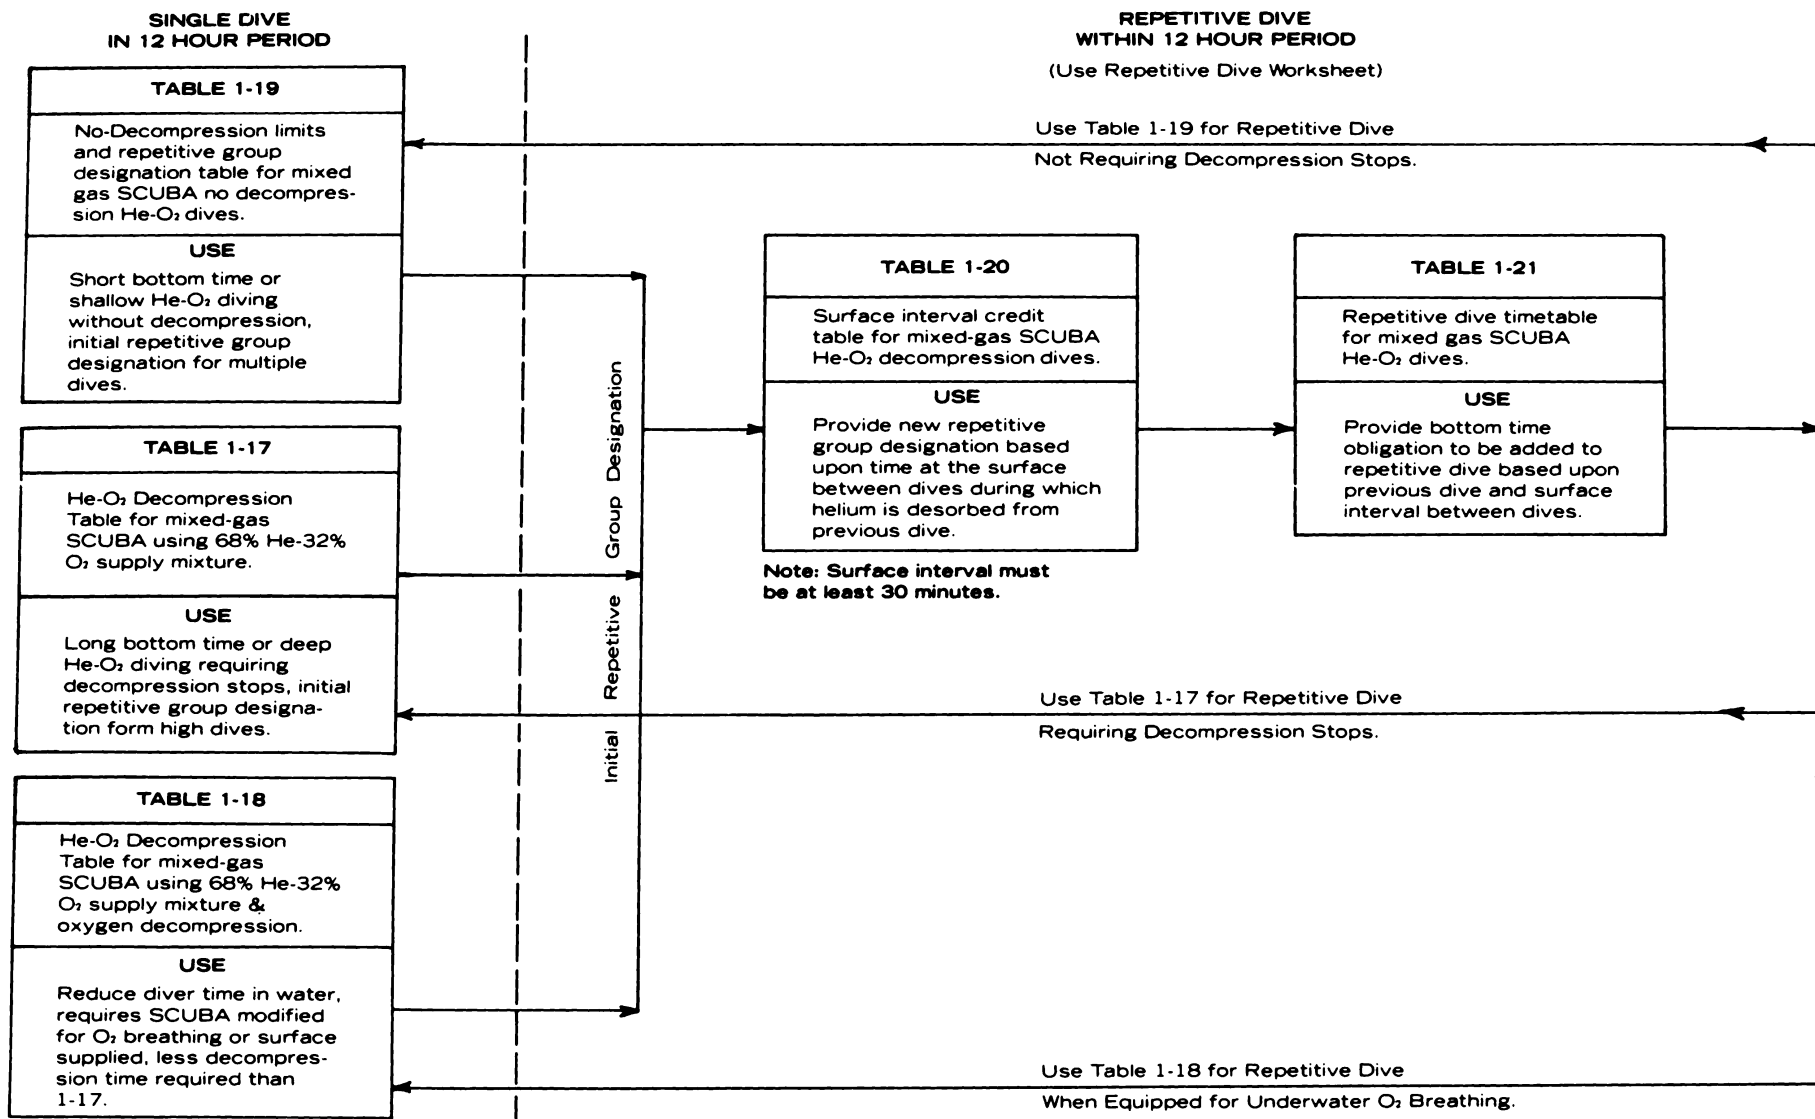 SINGLE DIVE
IN 12 HOUR PERIOD
REPETITIVE DIVE
WITHIN 12 HOUR PERIOD
(Use Repetitive Dive Worksheet)
TABLE 1-19
No-Decompression limits
and repetitive group
designation table for mixed
gas SCUBA no decompres-
sion He-O₂ dives.
USE
Short bottom time or
shallow He-O₂ diving
without decompression,
initial repetitive group
designation for multiple
dives.
TABLE 1-17
He-O₂ Decompression
Table for mixed-gas
SCUBA using 68% He-32%
O₂ supply mixture.
USE
Long bottom time or deep
He-O₂ diving requiring
decompression stops, initial
repetitive group designa-
tion form high dives.
TABLE 1-18
He-O₂ Decompression
Table for mixed-gas
SCUBA using 68% He-32%
O₂ supply mixture &
oxygen decompression.
USE
Reduce diver time in water,
requires SCUBA modified
for O₂ breathing or surface
supplied, less decompres-
sion time required than
1-17.
Initial Repetitive Group Designation
Use Table 1-19 for Repetitive Dive
Not Requiring Decompression Stops.
TABLE 1-20
Surface interval credit
table for mixed-gas SCUBA
He-O₂ decompression dives.
USE
Provide new repetitive
group designation based
upon time at the surface
between dives during which
helium is desorbed from
previous dive.
Note: Surface interval must
be at least 30 minutes.
TABLE 1-21
Repetitive dive timetable
for mixed gas SCUBA
He-O₂ dives.
USE
Provide bottom time
obligation to be added to
repetitive dive based upon
previous dive and surface
interval between dives.
Use Table 1-17 for Repetitive Dive
Requiring Decompression Stops.
Use Table 1-18 for Repetitive Dive
When Equipped for Underwater O₂ Breathing.